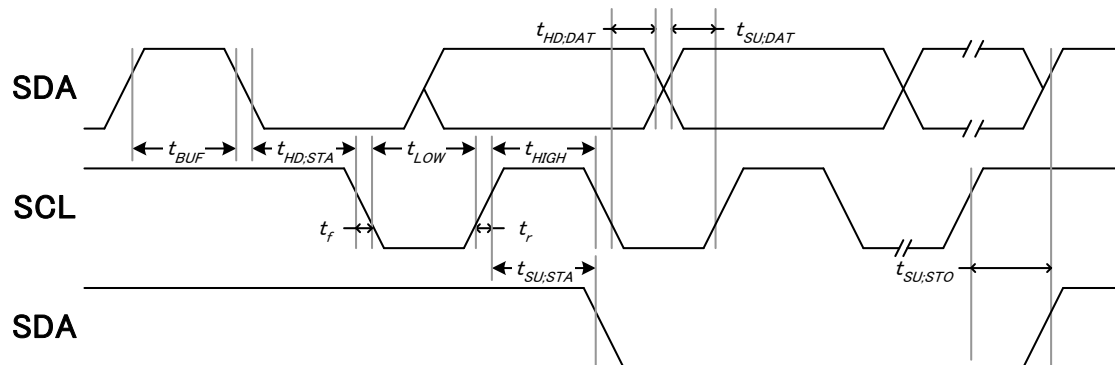 t_HD;DAT t_SU;DAT
SDA
t_BUF t_HD;STA t_LOW t_HIGH
SCL
t_f t_r
t_SU;STA t_SU;STO
SDA